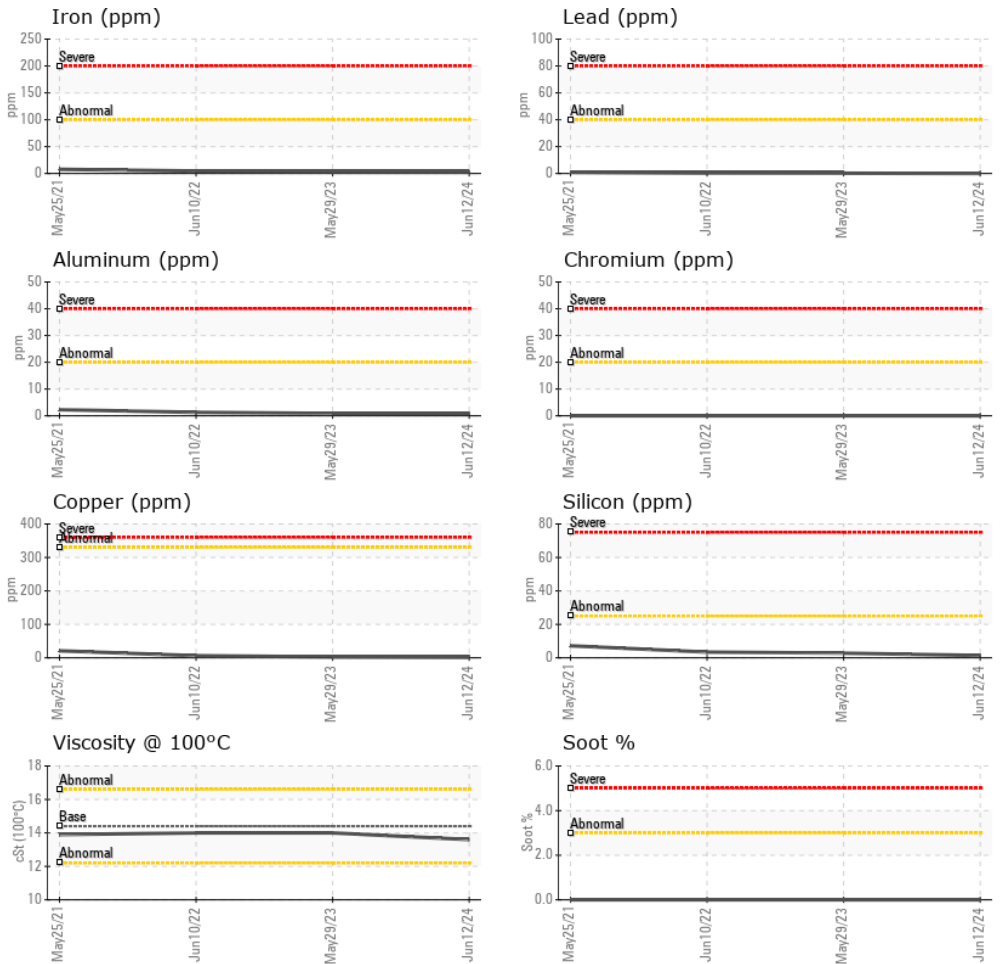 Iron (ppm)
250
200
150
100
50
0
ppm
Severe
Abnormal
May25/21
Jun10/22
May29/23
Jun12/24
Lead (ppm)
100
80
60
40
20
0
ppm
Severe
Abnormal
May25/21
Jun10/22
May29/23
Jun12/24
Aluminum (ppm)
50
40
30
20
10
0
ppm
Severe
Abnormal
May25/21
Jun10/22
May29/23
Jun12/24
Chromium (ppm)
50
40
30
20
10
0
ppm
Severe
Abnormal
May25/21
Jun10/22
May29/23
Jun12/24
Copper (ppm)
400
300
200
100
0
ppm
Severe
Abnormal
May25/21
Jun10/22
May29/23
Jun12/24
Silicon (ppm)
80
60
40
20
0
ppm
Severe
Abnormal
May25/21
Jun10/22
May29/23
Jun12/24
Viscosity @ 100°C
18
16
14
12
10
cSt (100°C)
Abnormal
Base
Abnormal
May25/21
Jun10/22
May29/23
Jun12/24
Soot %
6.0
4.0
2.0
0.0
Soot %
Severe
Abnormal
May25/21
Jun10/22
May29/23
Jun12/24